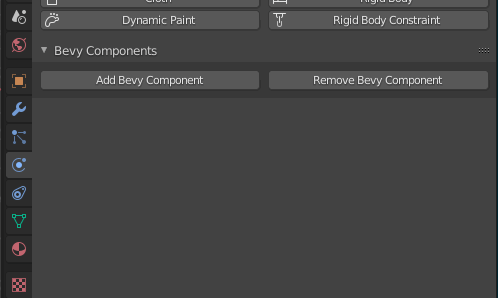 Cloth
Rigid Body
Dynamic Paint
Rigid Body Constraint
Bevy Components
Add Bevy Component
Remove Bevy Component